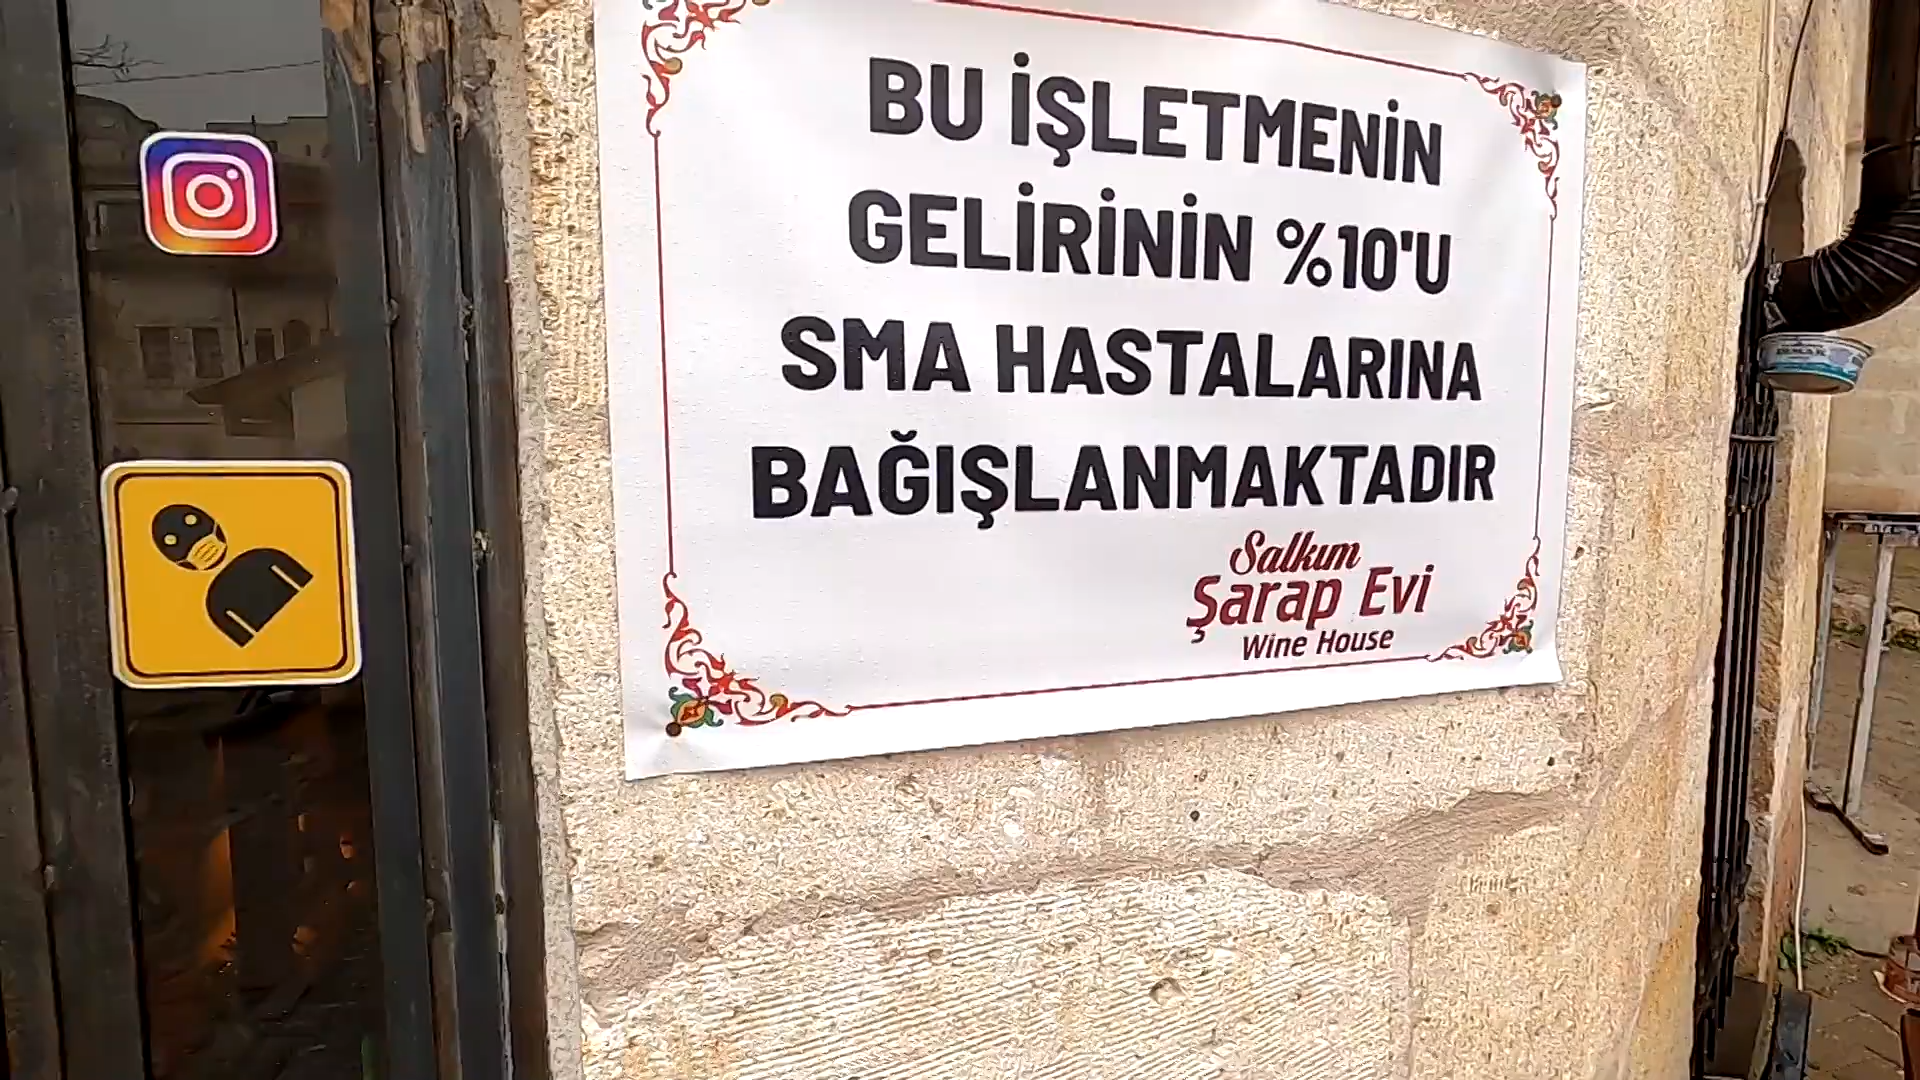 BU İŞLETMENİN
GELİRİNİN %10'U
SMA HASTALARINA
BAĞIŞLANMAKTADIR
Salkım
Şarap Evi
Wine House